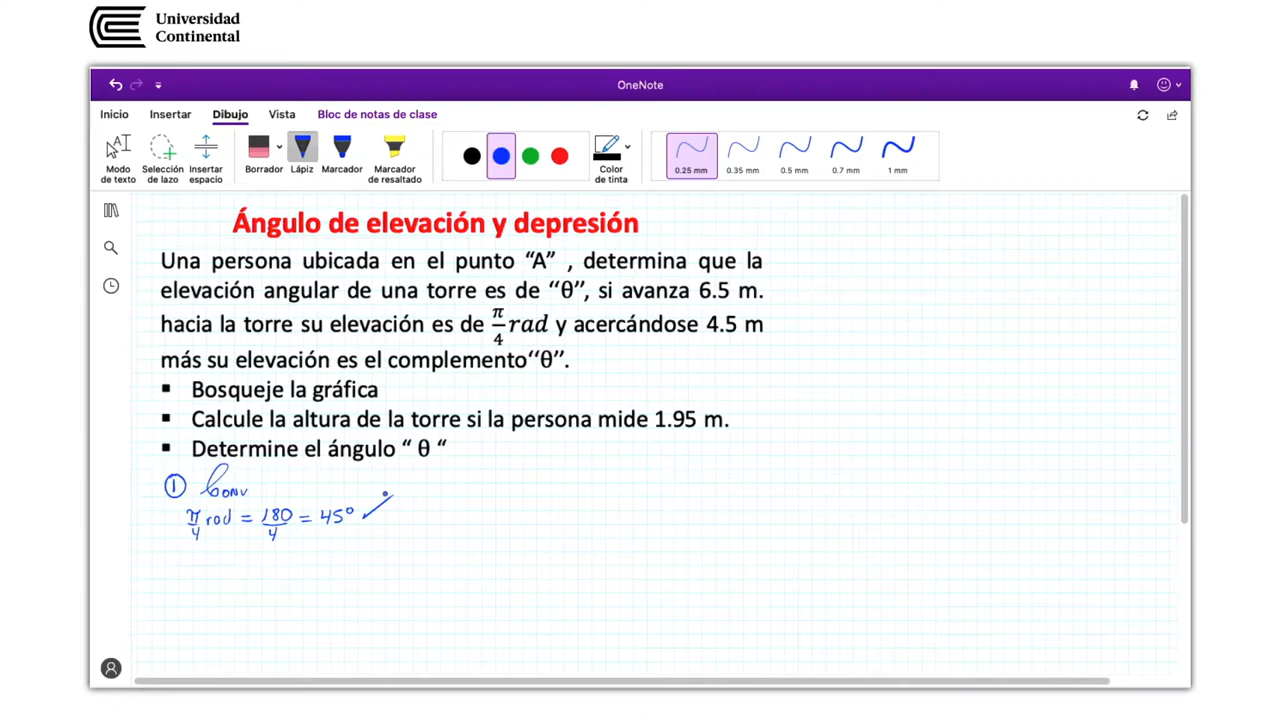 Universidad
Continental
OneNote
Inicio Insertar Dibujo Vista Bloc de notas de clase
Modo de texto Selección de lazo Insertar espacio Borrador Lápiz Marcador Marcador de resaltado Color de tinta 0.25 mm 0.35 mm 0.5 mm 0.7 mm 1 mm
Ángulo de elevación y depresión
Una persona ubicada en el punto “A” , determina que la
elevación angular de una torre es de ‘‘θ’’, si avanza 6.5 m.
hacia la torre su elevación es de π/4 rad y acercándose 4.5 m
más su elevación es el complemento‘‘θ’’.
▪ Bosqueje la gráfica
▪ Calcule la altura de la torre si la persona mide 1.95 m.
▪ Determine el ángulo “ θ “
① Conv
π/4 rad = 180/4 = 45°